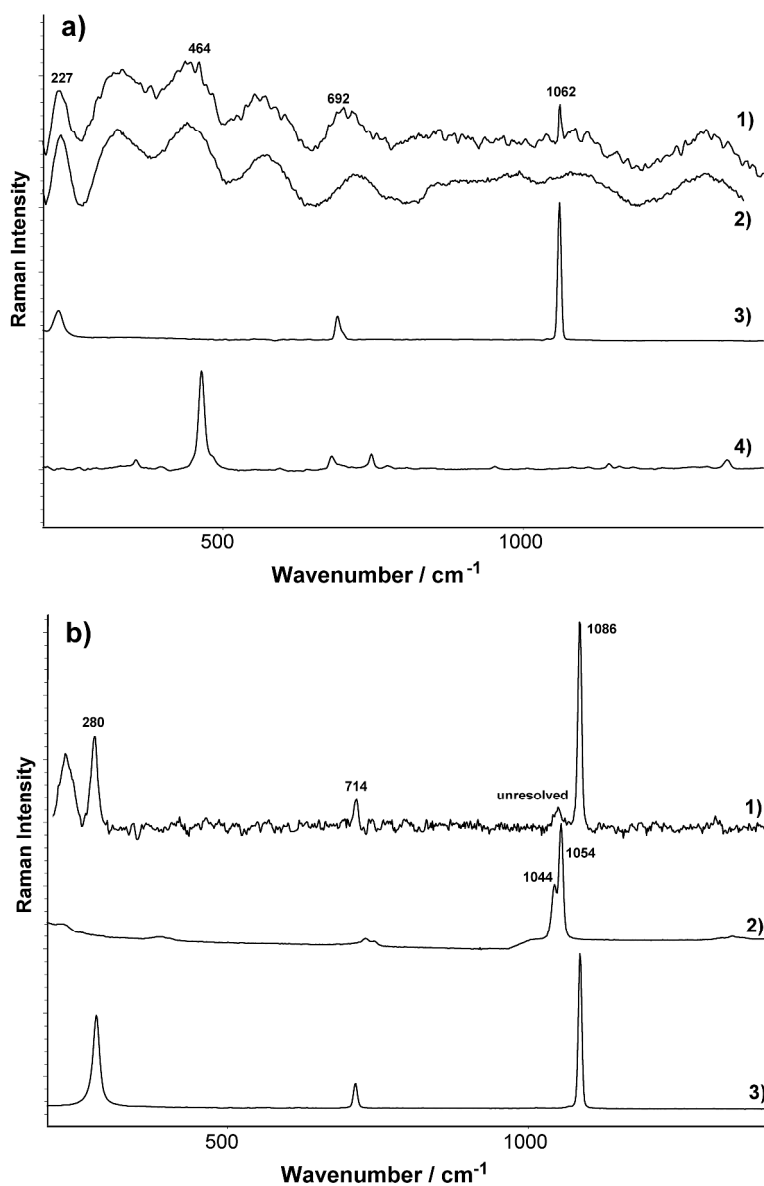 a)
464
227
692
1062
1)
2)
3)
4)
Raman Intensity
500
1000
Wavenumber / cm-1
b)
1086
280
714
unresolved
1)
1054
1044
2)
3)
Raman Intensity
500
1000
Wavenumber / cm-1